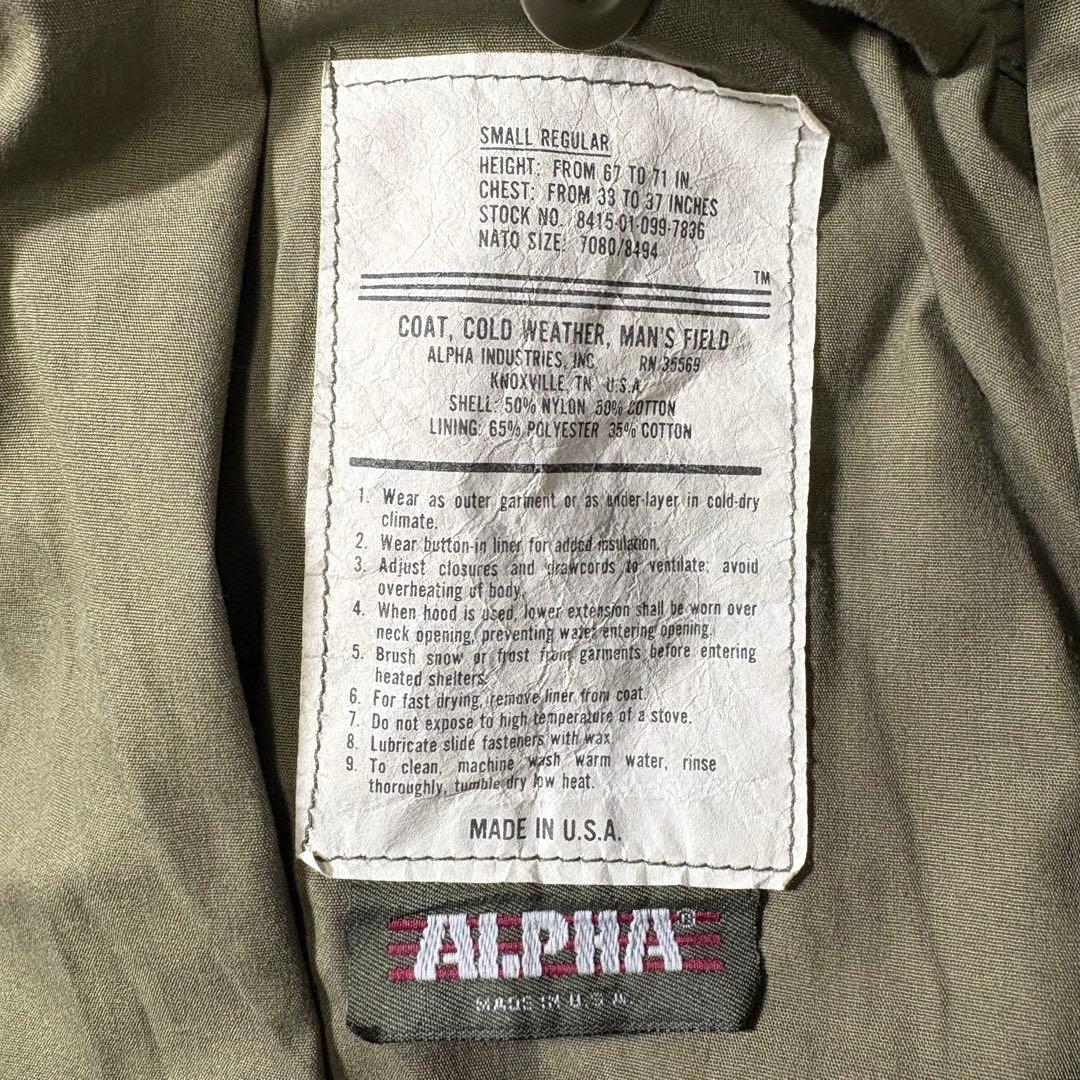 SMALL REGULAR
HEIGHT: FROM 67 TO 71 IN.
CHEST: FROM 33 TO 37 INCHES
STOCK NO. 8415-01-099-7836
NATO SIZE: 7080/8494
TM
COAT, COLD WEATHER, MAN'S FIELD
ALPHA INDUSTRIES, INC. RN 35569
KNOXVILLE, TN U.S.A.
SHELL: 50% NYLON 50% COTTON
LINING: 65% POLYESTER 35% COTTON
1. Wear as outer garment or as under-layer in cold-dry
climate.
2. Wear button-in liner for added insulation.
3. Adjust closures and drawcords to ventilate; avoid
overheating of body.
4. When hood is used, lower extension shall be worn over
neck opening, preventing water entering opening.
5. Brush snow or frost from garments before entering
heated shelters.
6. For fast drying, remove liner from coat.
7. Do not expose to high temperature of a stove.
8. Lubricate slide fasteners with wax.
9. To clean, machine wash warm water, rinse
thoroughly, tumble dry low heat.
MADE IN U.S.A.
ALPHA®
MADE IN U.S.A.